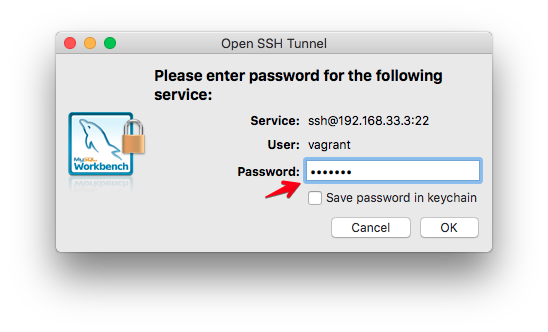 Open SSH Tunnel
Please enter password for the following
service:
Service: ssh@192.168.33.3:22
User: vagrant
Password: •••••••
Save password in keychain
MySQL
Workbench
Cancel OK